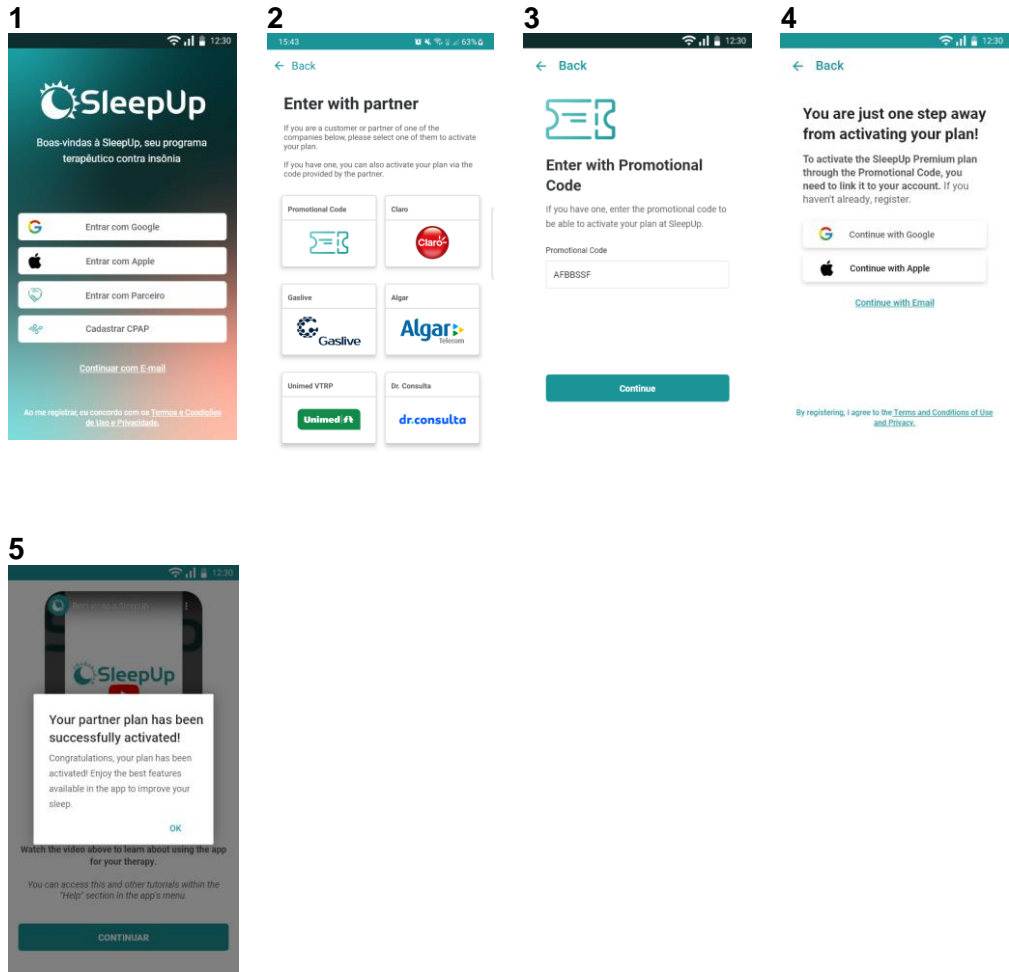 1
12:30
SleepUp
Boas-vindas à SleepUp, seu programa
terapêutico contra insônia
Entrar com Google
Entrar com Apple
Entrar com Parceiro
Cadastrar CPAP
Continuar com E-mail
Ao me registrar, eu concordo com os Termos e Condições
de Uso e Privacidade.
2
15:43
63%
Back
Enter with partner
If you are a customer or partner of one of the
companies below, please select one of them to activate
your plan.
If you have one, you can also activate your plan via the
code provided by the partner.
Promotional Code
Claro
Claro
Gaslive
Gaslive
Algar
Algar
Telecom
Unimed VTRP
Unimed
Dr. Consulta
dr.consulta
3
12:30
Back
Enter with Promotional
Code
If you have one, enter the promotional code to
be able to activate your plan at SleepUp.
Promotional Code
AFBBSSF
Continue
4
12:30
Back
You are just one step away
from activating your plan!
To activate the SleepUp Premium plan
through the Promotional Code, you
need to link it to your account. If you
haven't already, register.
Continue with Google
Continue with Apple
Continue with Email
By registering, I agree to the Terms and Conditions of Use
and Privacy.
5
12:30
SleepUp
Your partner plan has been
successfully activated!
Congratulations, your plan has been
activated! Enjoy the best features
available in the app to improve your
sleep.
OK
Watch the video above to learn about using the app
for your therapy.
You can access this and other tutorials within the
"Help" section in the app's menu
CONTINUAR